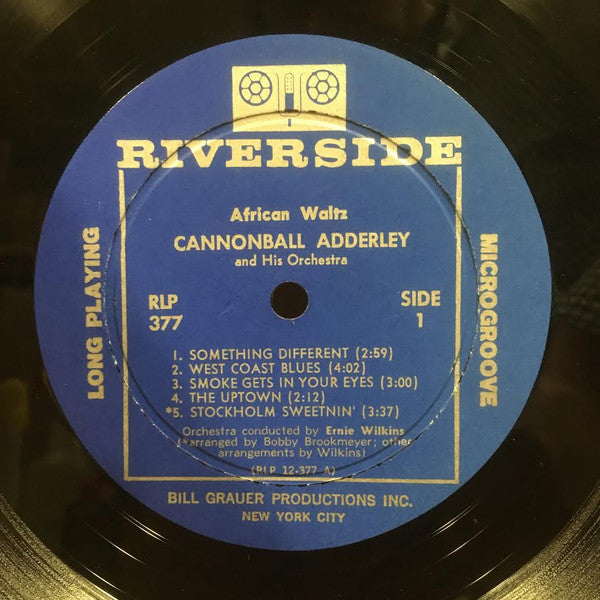 RIVERSIDE
African Waltz
CANNONBALL ADDERLEY
and His Orchestra
RLP
377
SIDE
1
LONG PLAYING
MICROGROOVE
1. SOMETHING DIFFERENT (2:59)
2. WEST COAST BLUES (4:02)
3. SMOKE GETS IN YOUR EYES (3:00)
4. THE UPTOWN (2:12)
*5. STOCKHOLM SWEETNIN' (3:37)
Orchestra conducted by Ernie Wilkins
(*arranged by Bobby Brookmeyer; other
arrangements by Wilkins)
(RLP 12-377 A)
BILL GRAUER PRODUCTIONS INC.
NEW YORK CITY